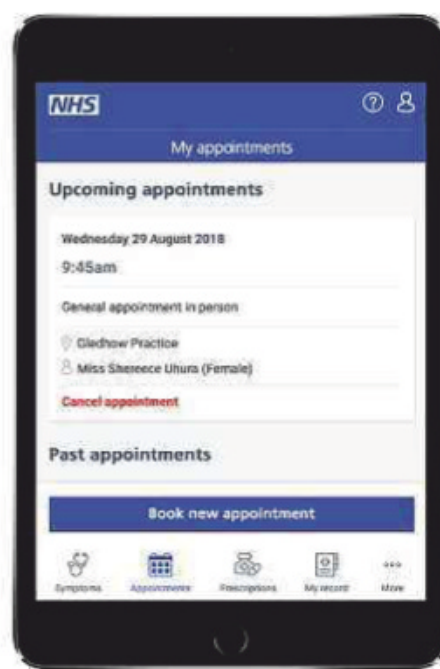 NHS
My appointments
Upcoming appointments
Wednesday 29 August 2018
9:45am
General appointment in person
Gledhow Practice
Miss Shereece Uhura (Female)
Cancel appointment
Past appointments
Book new appointment
Symptoms Appointments Prescriptions My record More